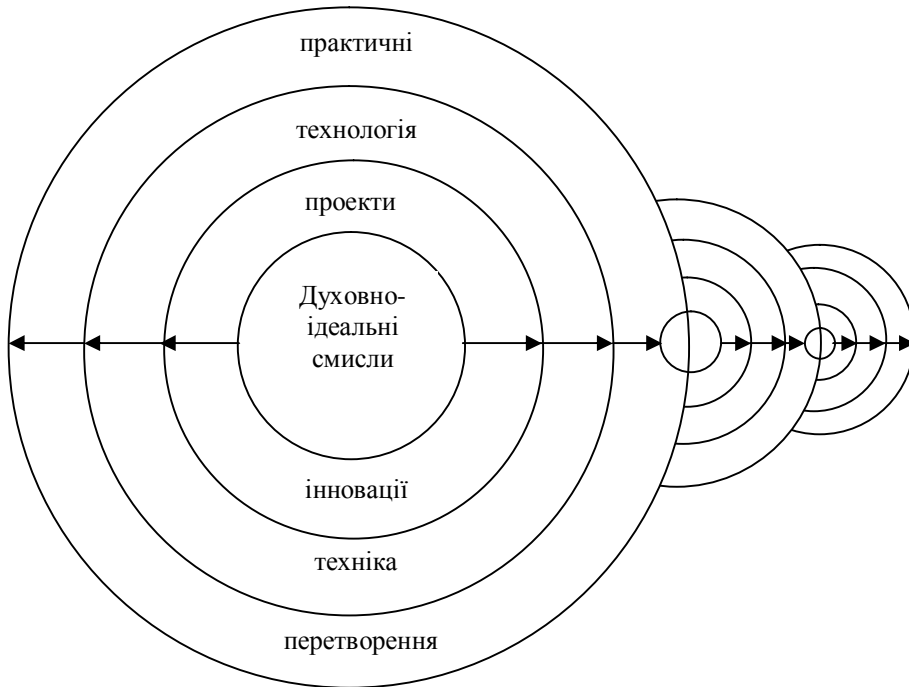 практичні
технологія
проекти
Духовно-
ідеальні
смисли
інновації
техніка
перетворення